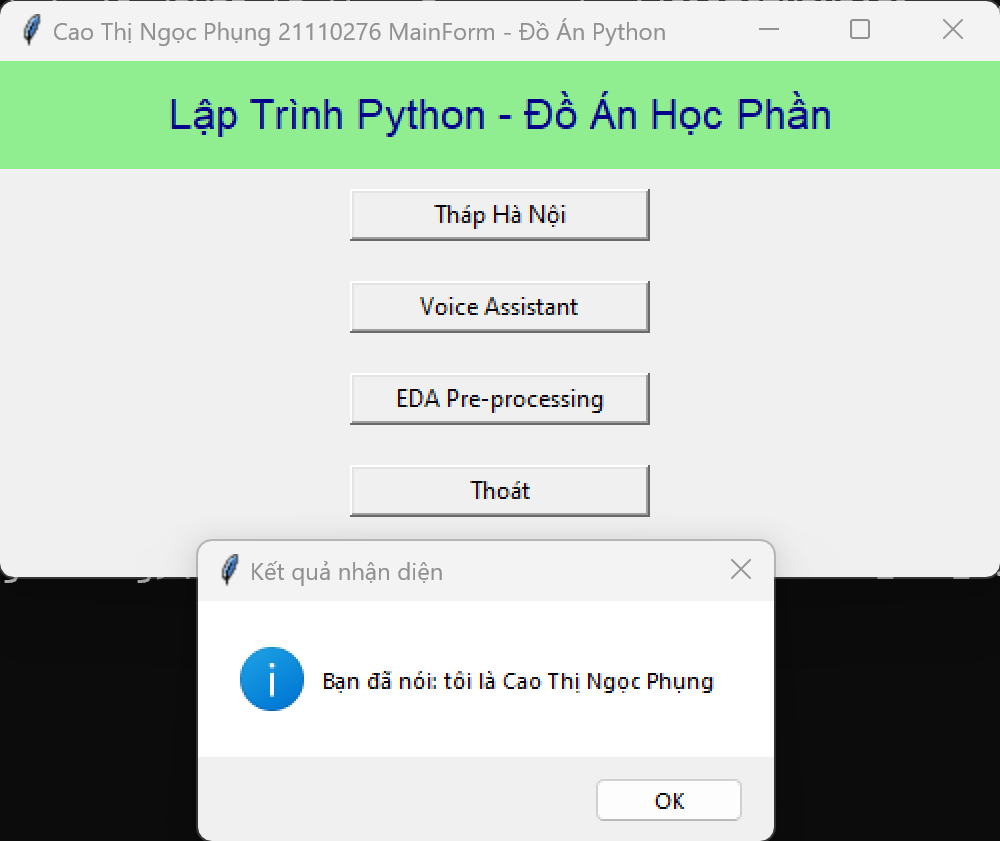 Cao Thị Ngọc Phụng 21110276 MainForm - Đồ Án Python
Lập Trình Python - Đồ Án Học Phần
Tháp Hà Nội
Voice Assistant
EDA Pre-processing
Thoát
Kết quả nhận diện
Bạn đã nói: tôi là Cao Thị Ngọc Phụng
OK